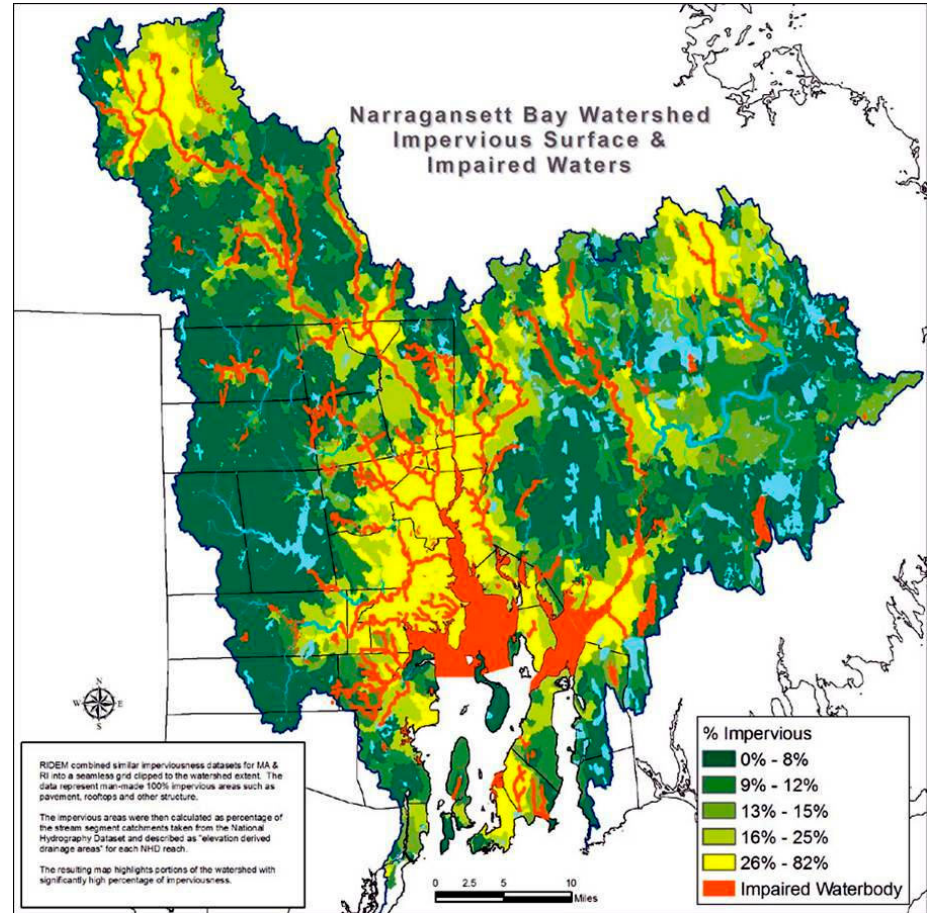 Narragansett Bay Watershed
Impervious Surface &
Impaired Waters
N
W E
S
RIDEM combined similar imperviousness datasets for MA &
RI into a seamless grid clipped to the watershed extent. The
data represent man-made 100% impervious areas such as
pavement, rooftops and other structure.
The impervious areas were then calculated as percentage of
the stream segment catchments taken from the National
Hydrography Dataset and described as "elevation derived
drainage areas" for each NHD reach.
The resulting map highlights portions of the watershed with
significantly high percentage of imperviousness.
0 2.5 5 10
Miles
% Impervious
0% - 8%
9% - 12%
13% - 15%
16% - 25%
26% - 82%
Impaired Waterbody